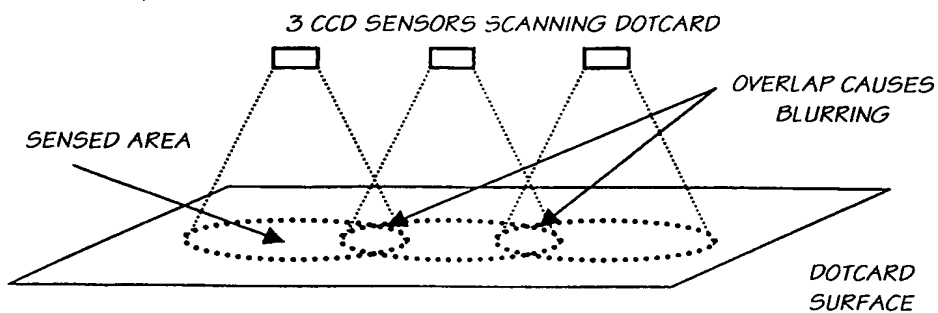 3 CCD SENSORS SCANNING DOTCARD
OVERLAP CAUSES
BLURRING
SENSED AREA
DOTCARD
SURFACE